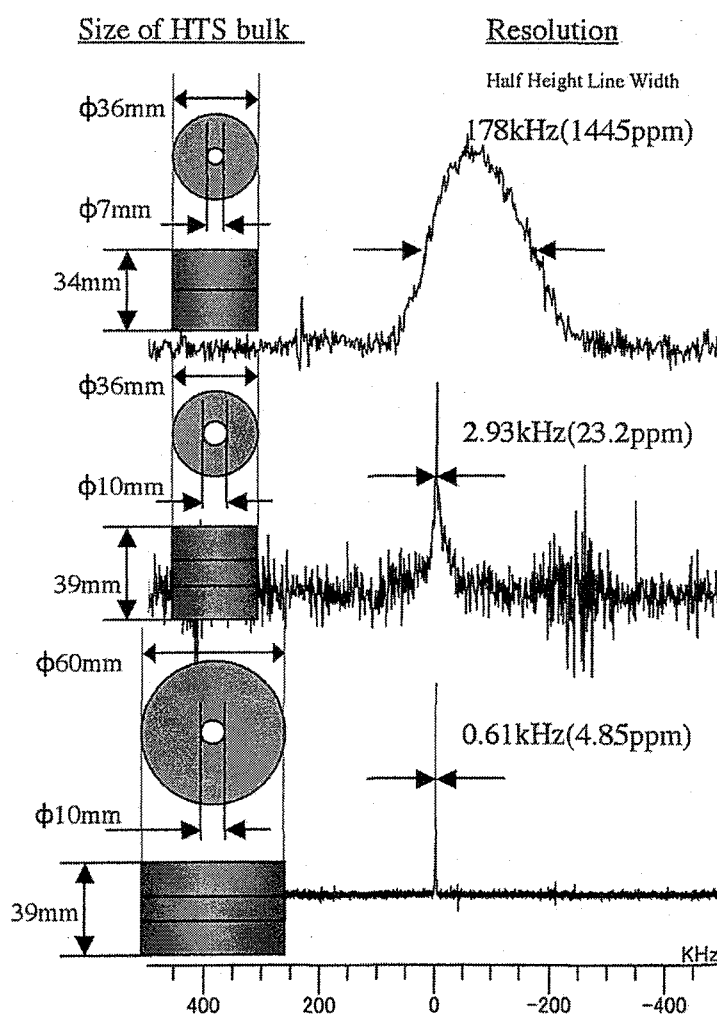 Size of HTS bulk
Resolution
Half Height Line Width
ϕ36mm
178kHz(1445ppm)
ϕ7mm
34mm
ϕ36mm
2.93kHz(23.2ppm)
ϕ10mm
39mm
ϕ60mm
0.61kHz(4.85ppm)
ϕ10mm
39mm
KHz
400 200 0 -200 -400